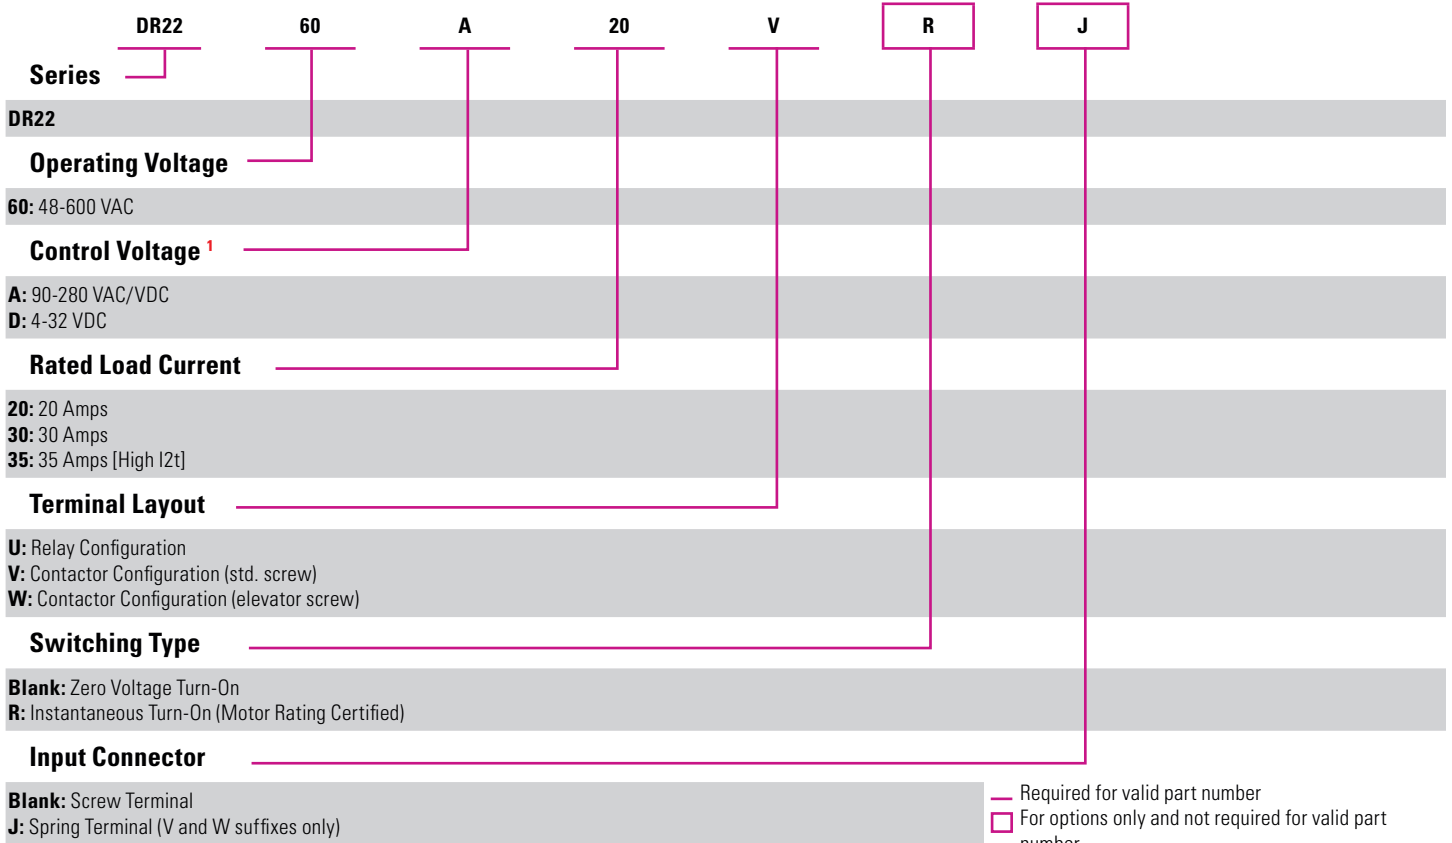 DR22 60 A 20 V R J
Series
DR22
Operating Voltage
60: 48-600 VAC
Control Voltage 1
A: 90-280 VAC/VDC
D: 4-32 VDC
Rated Load Current
20: 20 Amps
30: 30 Amps
35: 35 Amps [High I2t]
Terminal Layout
U: Relay Configuration
V: Contactor Configuration (std. screw)
W: Contactor Configuration (elevator screw)
Switching Type
Blank: Zero Voltage Turn-On
R: Instantaneous Turn-On (Motor Rating Certified)
Input Connector
Blank: Screw Terminal
J: Spring Terminal (V and W suffixes only)
Required for valid part number
For options only and not required for valid part
number